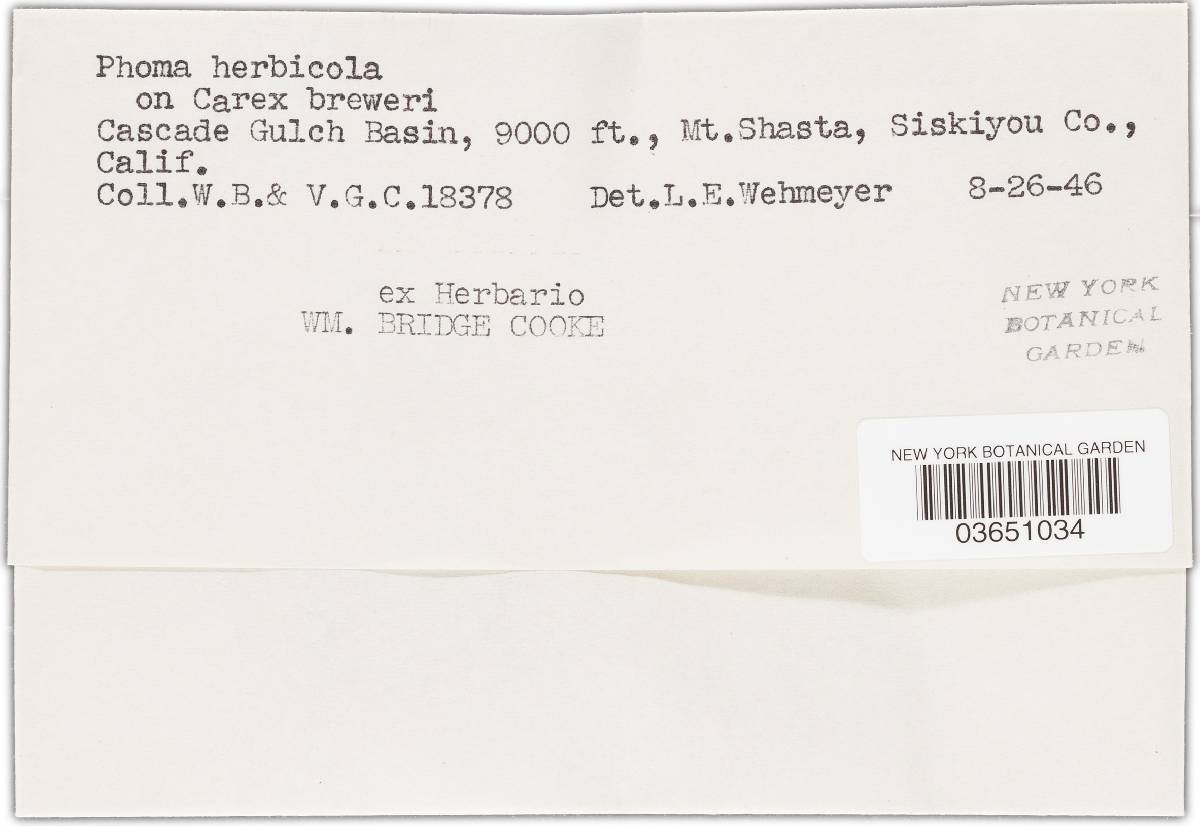 Phoma herbicola
on Carex breweri
Cascade Gulch Basin, 9000 ft., Mt.Shasta, Siskiyou Co.,
Calif.
Coll.W.B.& V.G.C.18378 Det.L.E.Wehmeyer 8-26-46
ex Herbario
WM. BRIDGE COOKE
NEW YORK
BOTANICAL
GARDEN
NEW YORK BOTANICAL GARDEN
03651034